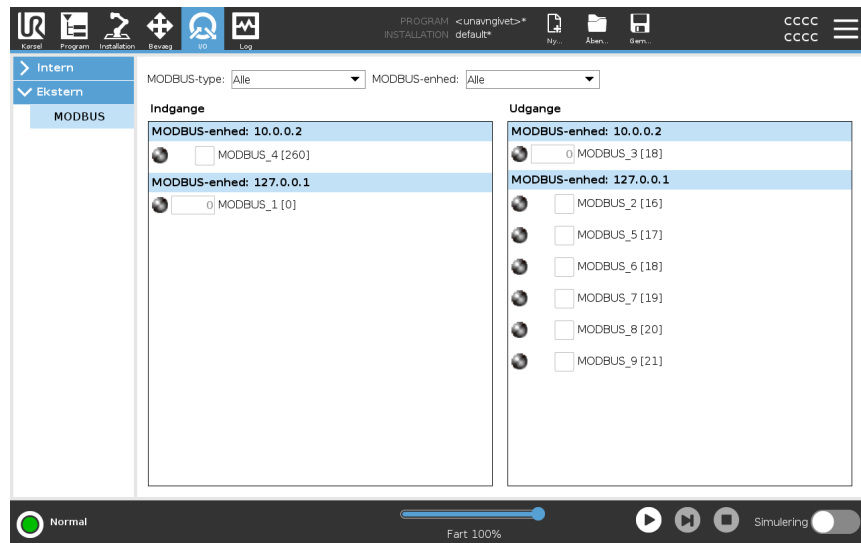 PROGRAM <unavngivet>*
INSTALLATION default*
CCCC
CCCC
Kørsel Program Installation Bevæg I/O Log Ny... Åben... Gem...
Intern
Ekstern
MODBUS
MODBUS-type: Alle MODBUS-enhed: Alle
Indgange
MODBUS-enhed: 10.0.0.2
MODBUS_4 [260]
MODBUS-enhed: 127.0.0.1
0 MODBUS_1 [0]
Udgange
MODBUS-enhed: 10.0.0.2
0 MODBUS_3 [18]
MODBUS-enhed: 127.0.0.1
MODBUS_2 [16]
MODBUS_5 [17]
MODBUS_6 [18]
MODBUS_7 [19]
MODBUS_8 [20]
MODBUS_9 [21]
Normal
Fart 100%
Simulering